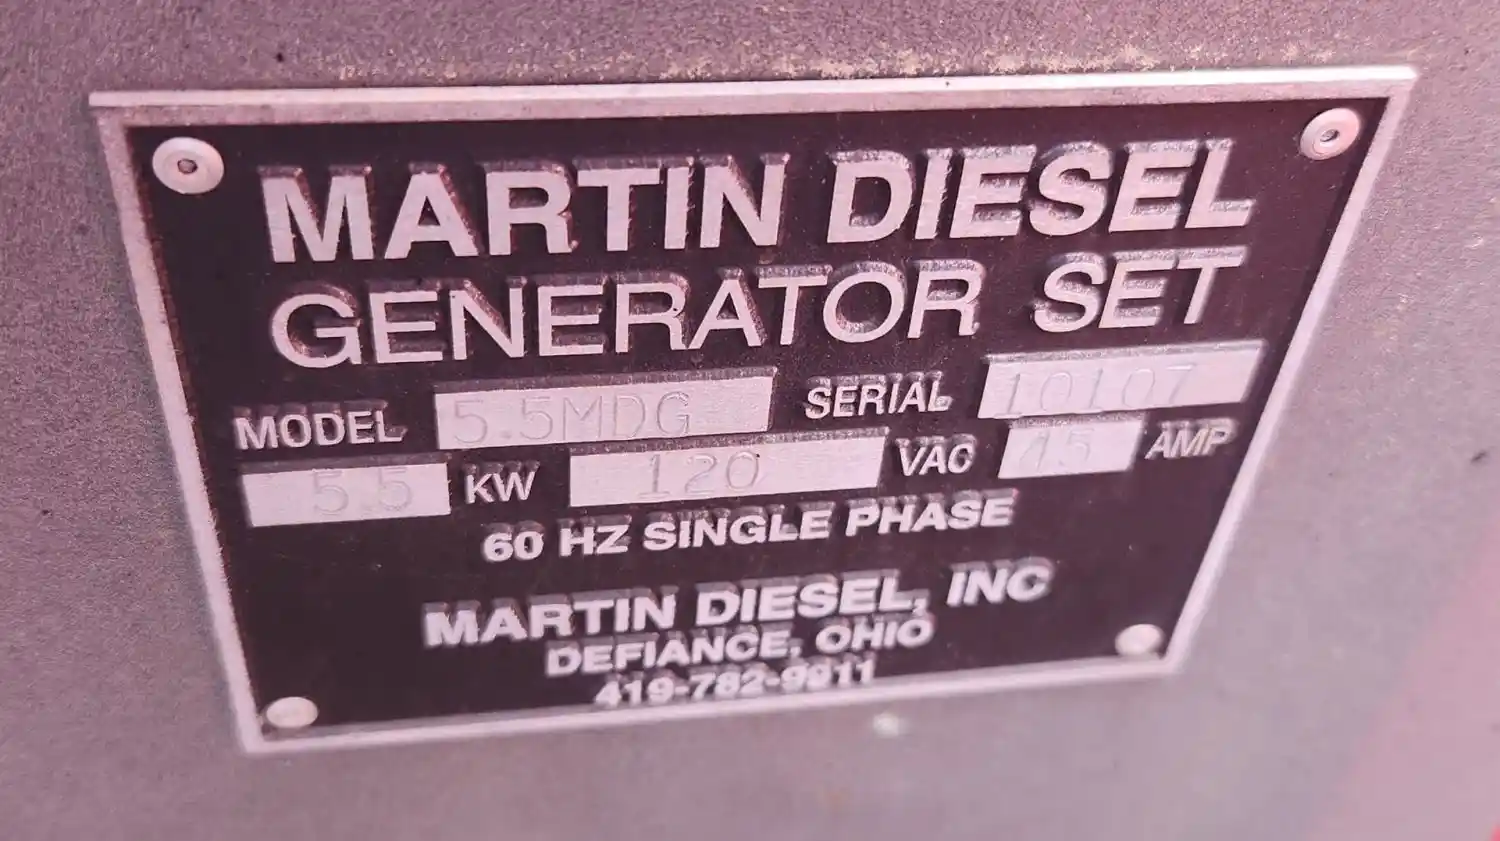 MARTIN DIESEL
GENERATOR SET
MODEL 5.5MDG SERIAL 10107
5.5 KW 120 VAC 45 AMP
60 HZ SINGLE PHASE
MARTIN DIESEL, INC
DEFIANCE, OHIO
419-782-9911